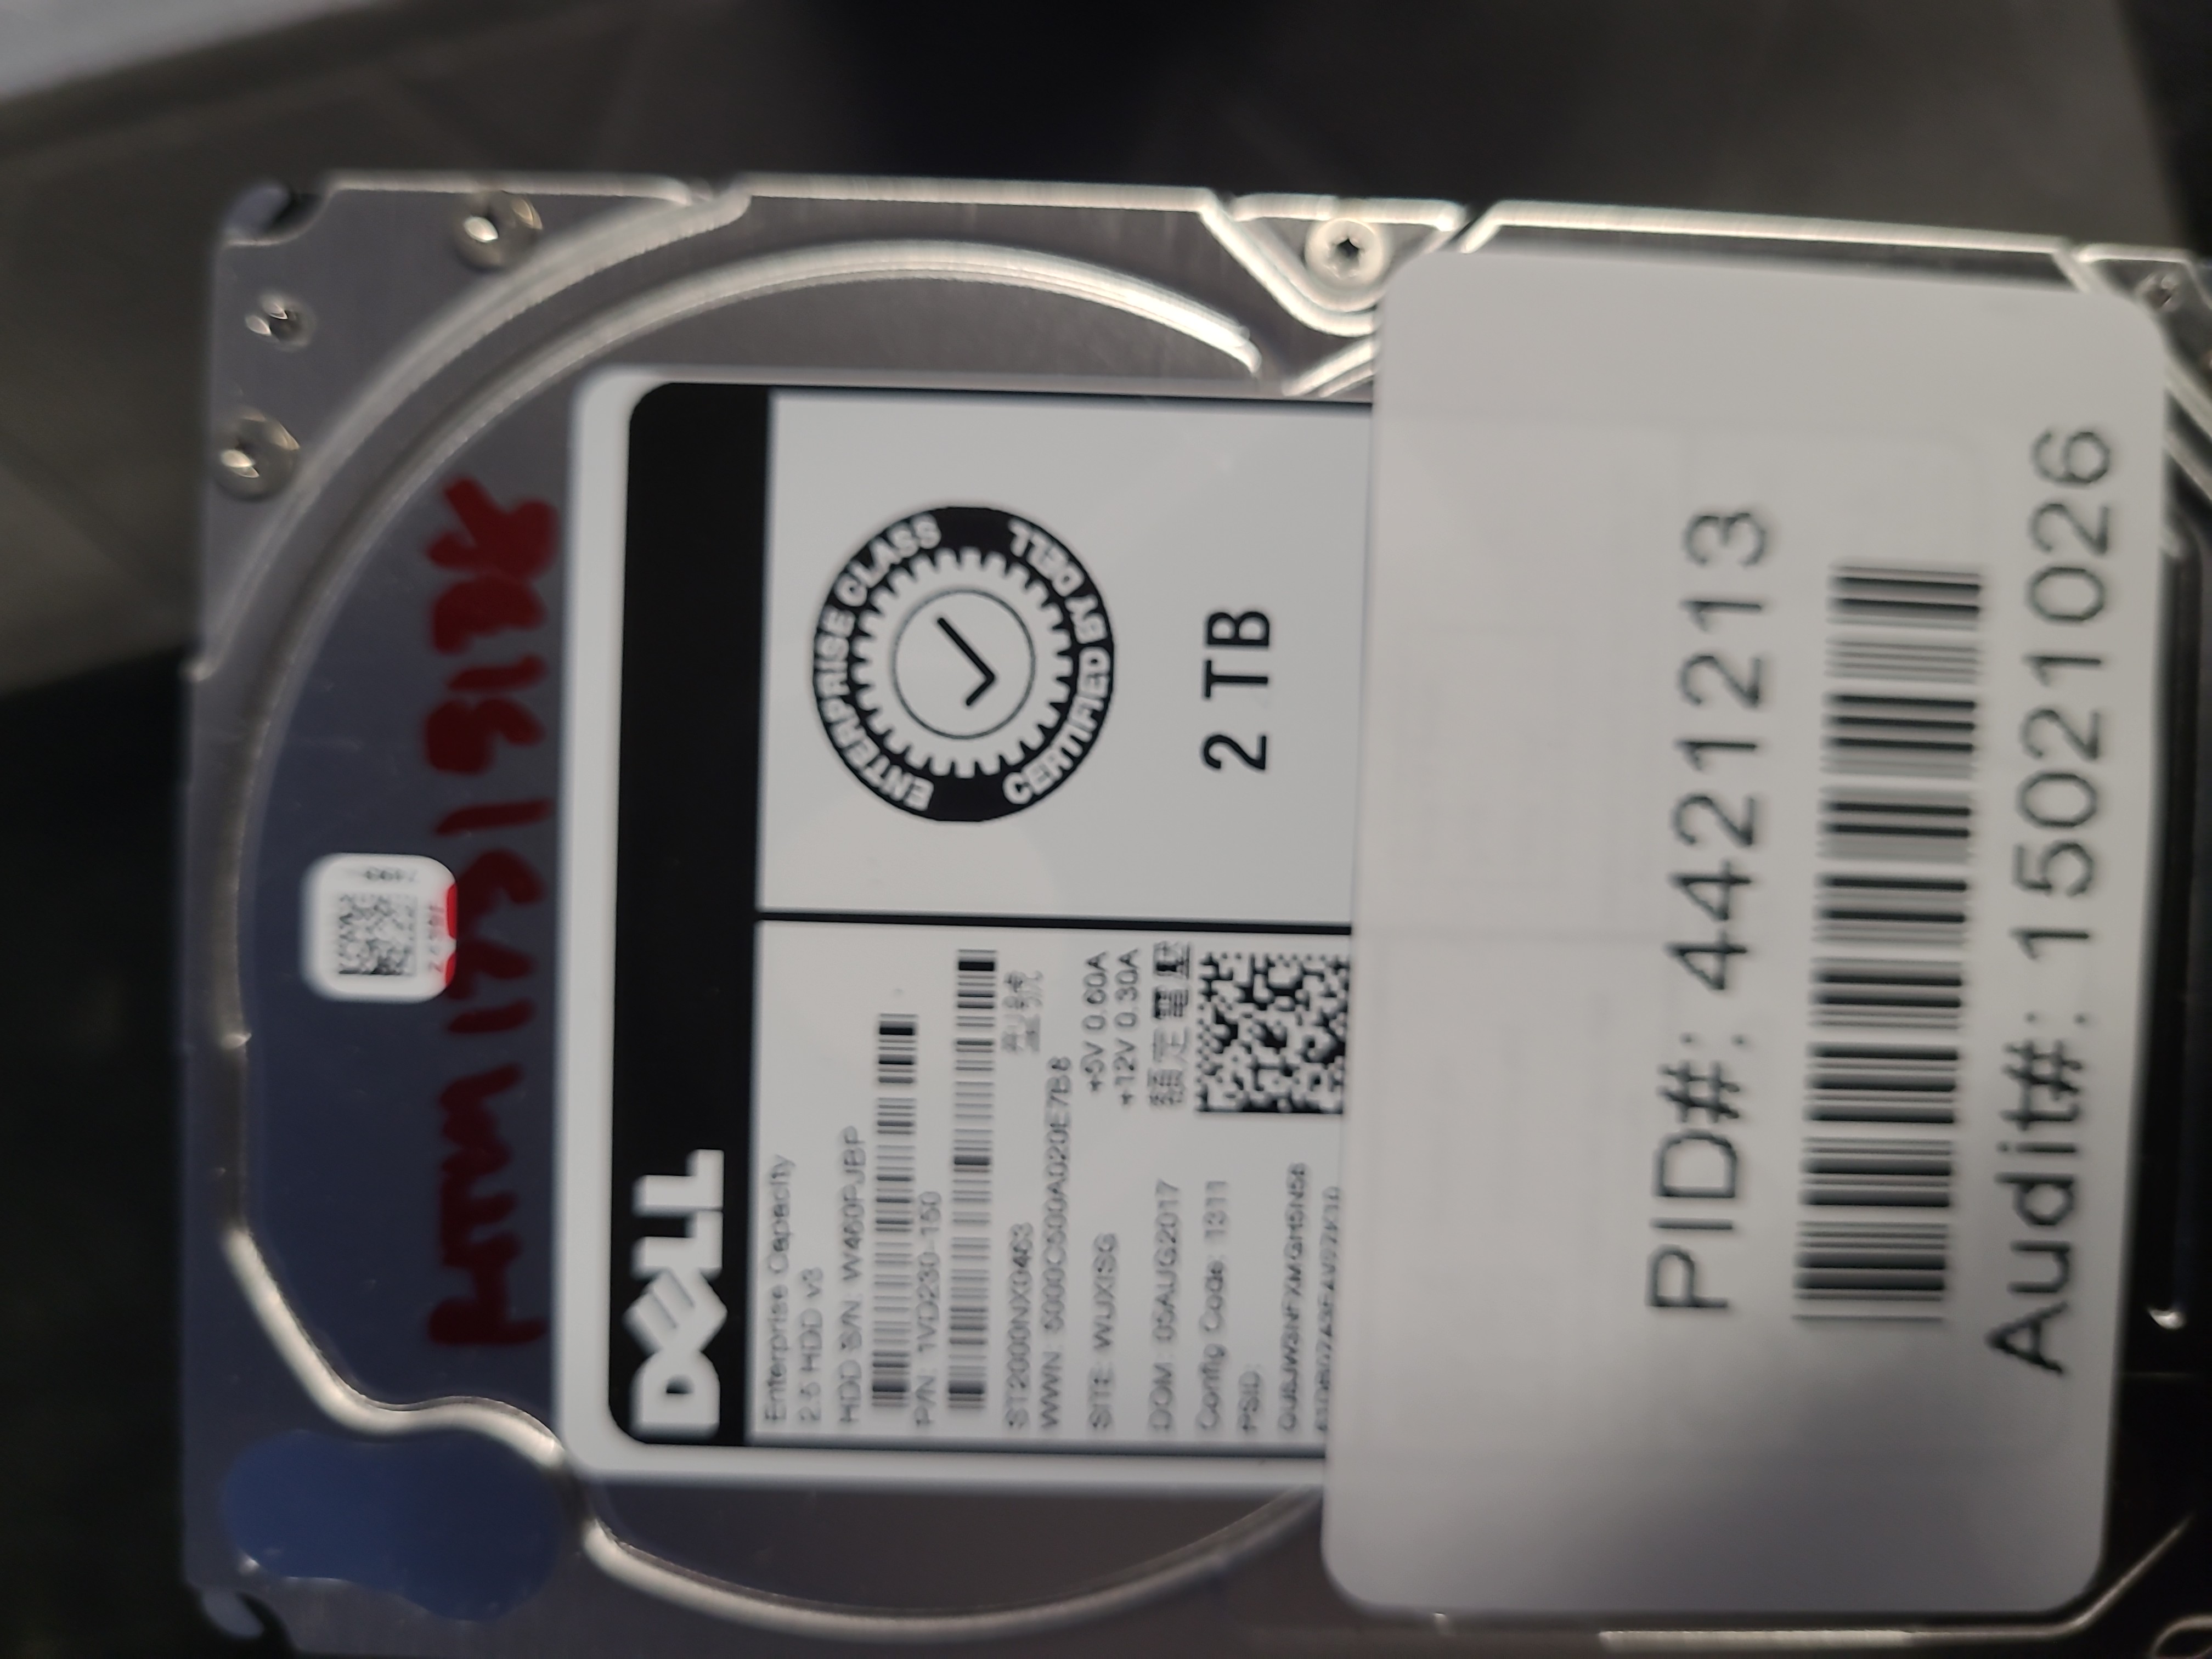 DELL
Enterprise Capacity
2.5 HDD v3
HDD S/N: W460PJBP
P/N: 1VD230-150
ST2000NX0463 型號
WWN: 5000C500A020E7B8
SITE: WUXISG
+5V 0.60A
+12V 0.30A
DOM: 05AUG2017
額定電壓
Config Code: 1311
PSID:
ENTERPRISE CLASS
CERTIFIED BY DELL
2 TB
PID#: 4421213
Audit#: 15021026